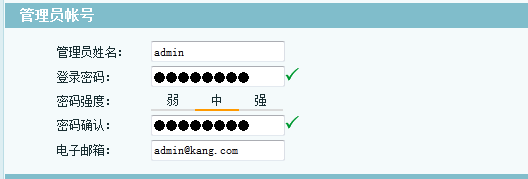 管理员帐号
管理员姓名： admin
登录密码： ●●●●●●●●
密码强度： 弱 中 强
密码确认： ●●●●●●●●
电子邮箱： admin@kang.com